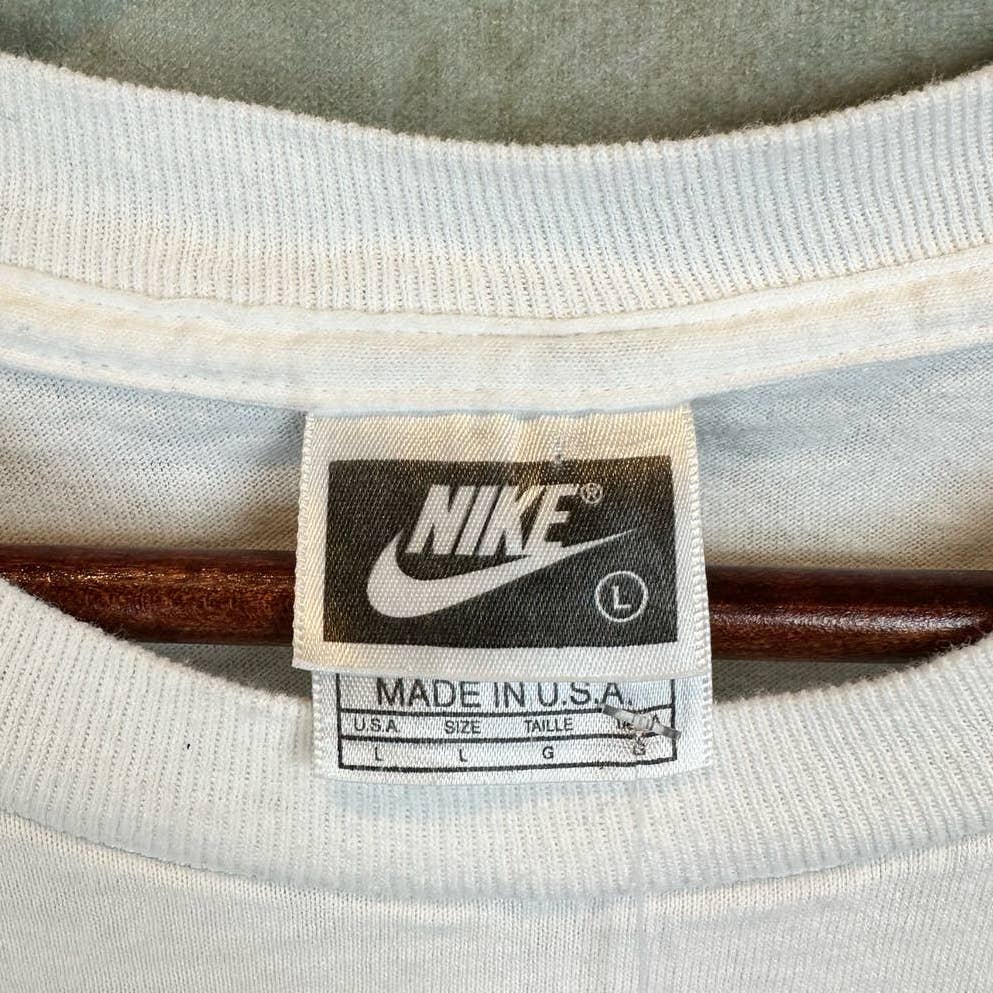 NIKE®
L
MADE IN U.S.A.
U.S.A SIZE TAILLE
L L G G